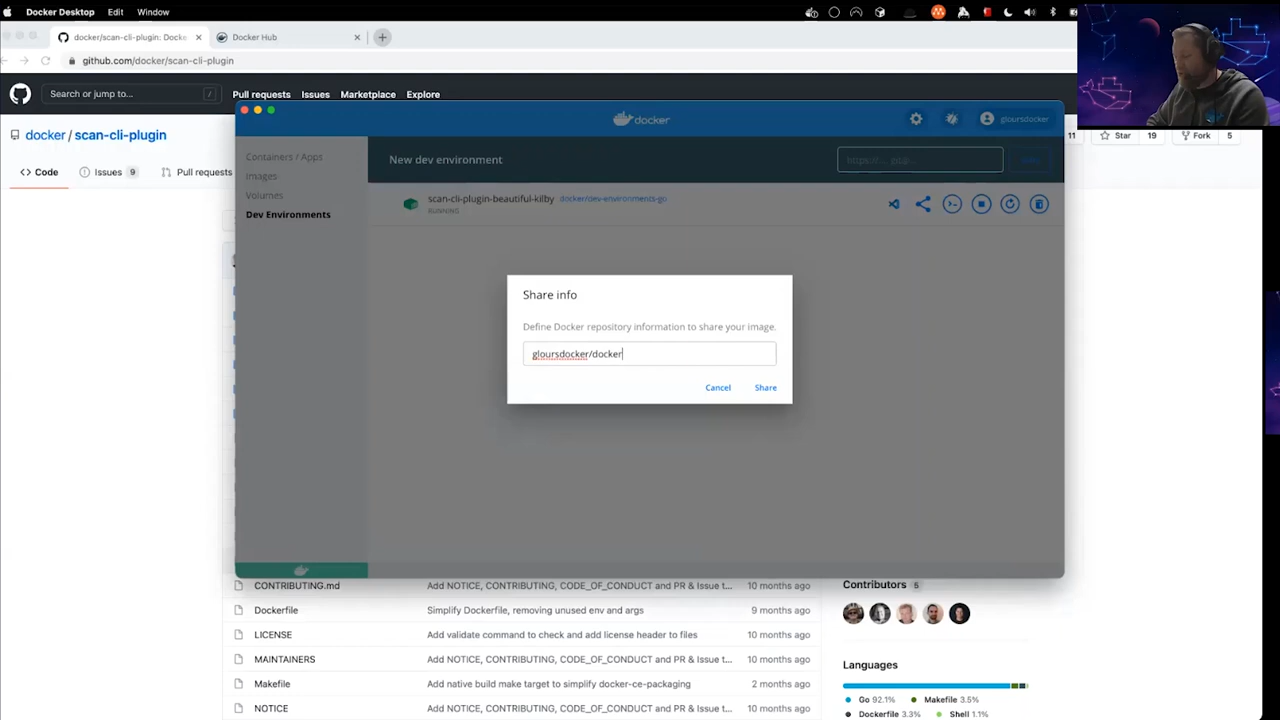 Docker Desktop Edit Window
docker/scan-cli-plugin: Docke
Docker Hub
github.com/docker/scan-cli-plugin
Search or jump to... /
Pull requests Issues Marketplace Explore
docker / scan-cli-plugin
11 Star 19 Fork 5
Code Issues 9 Pull requests
docker
gloursdocker
Containers / Apps
Images
Volumes
Dev Environments
New dev environment
scan-cli-plugin-beautiful-kilby docker/dev-environments-go
RUNNING
Share info
Define Docker repository information to share your image.
gloursdocker/docker
Cancel Share
CONTRIBUTING.md Add NOTICE, CONTRIBUTING, CODE_OF_CONDUCT and PR & Issue t... 10 months ago
Dockerfile Simplify Dockerfile, removing unused env and args 9 months ago
LICENSE Add validate command to check and add license header to files 10 months ago
MAINTAINERS Add NOTICE, CONTRIBUTING, CODE_OF_CONDUCT and PR & Issue t... 10 months ago
Makefile Add native build make target to simplify docker-ce-packaging 2 months ago
NOTICE Add NOTICE, CONTRIBUTING, CODE_OF_CONDUCT and PR & Issue t... 10 months ago
Contributors 5
Languages
Go 92.1% Makefile 3.5%
Dockerfile 3.3% Shell 1.1%